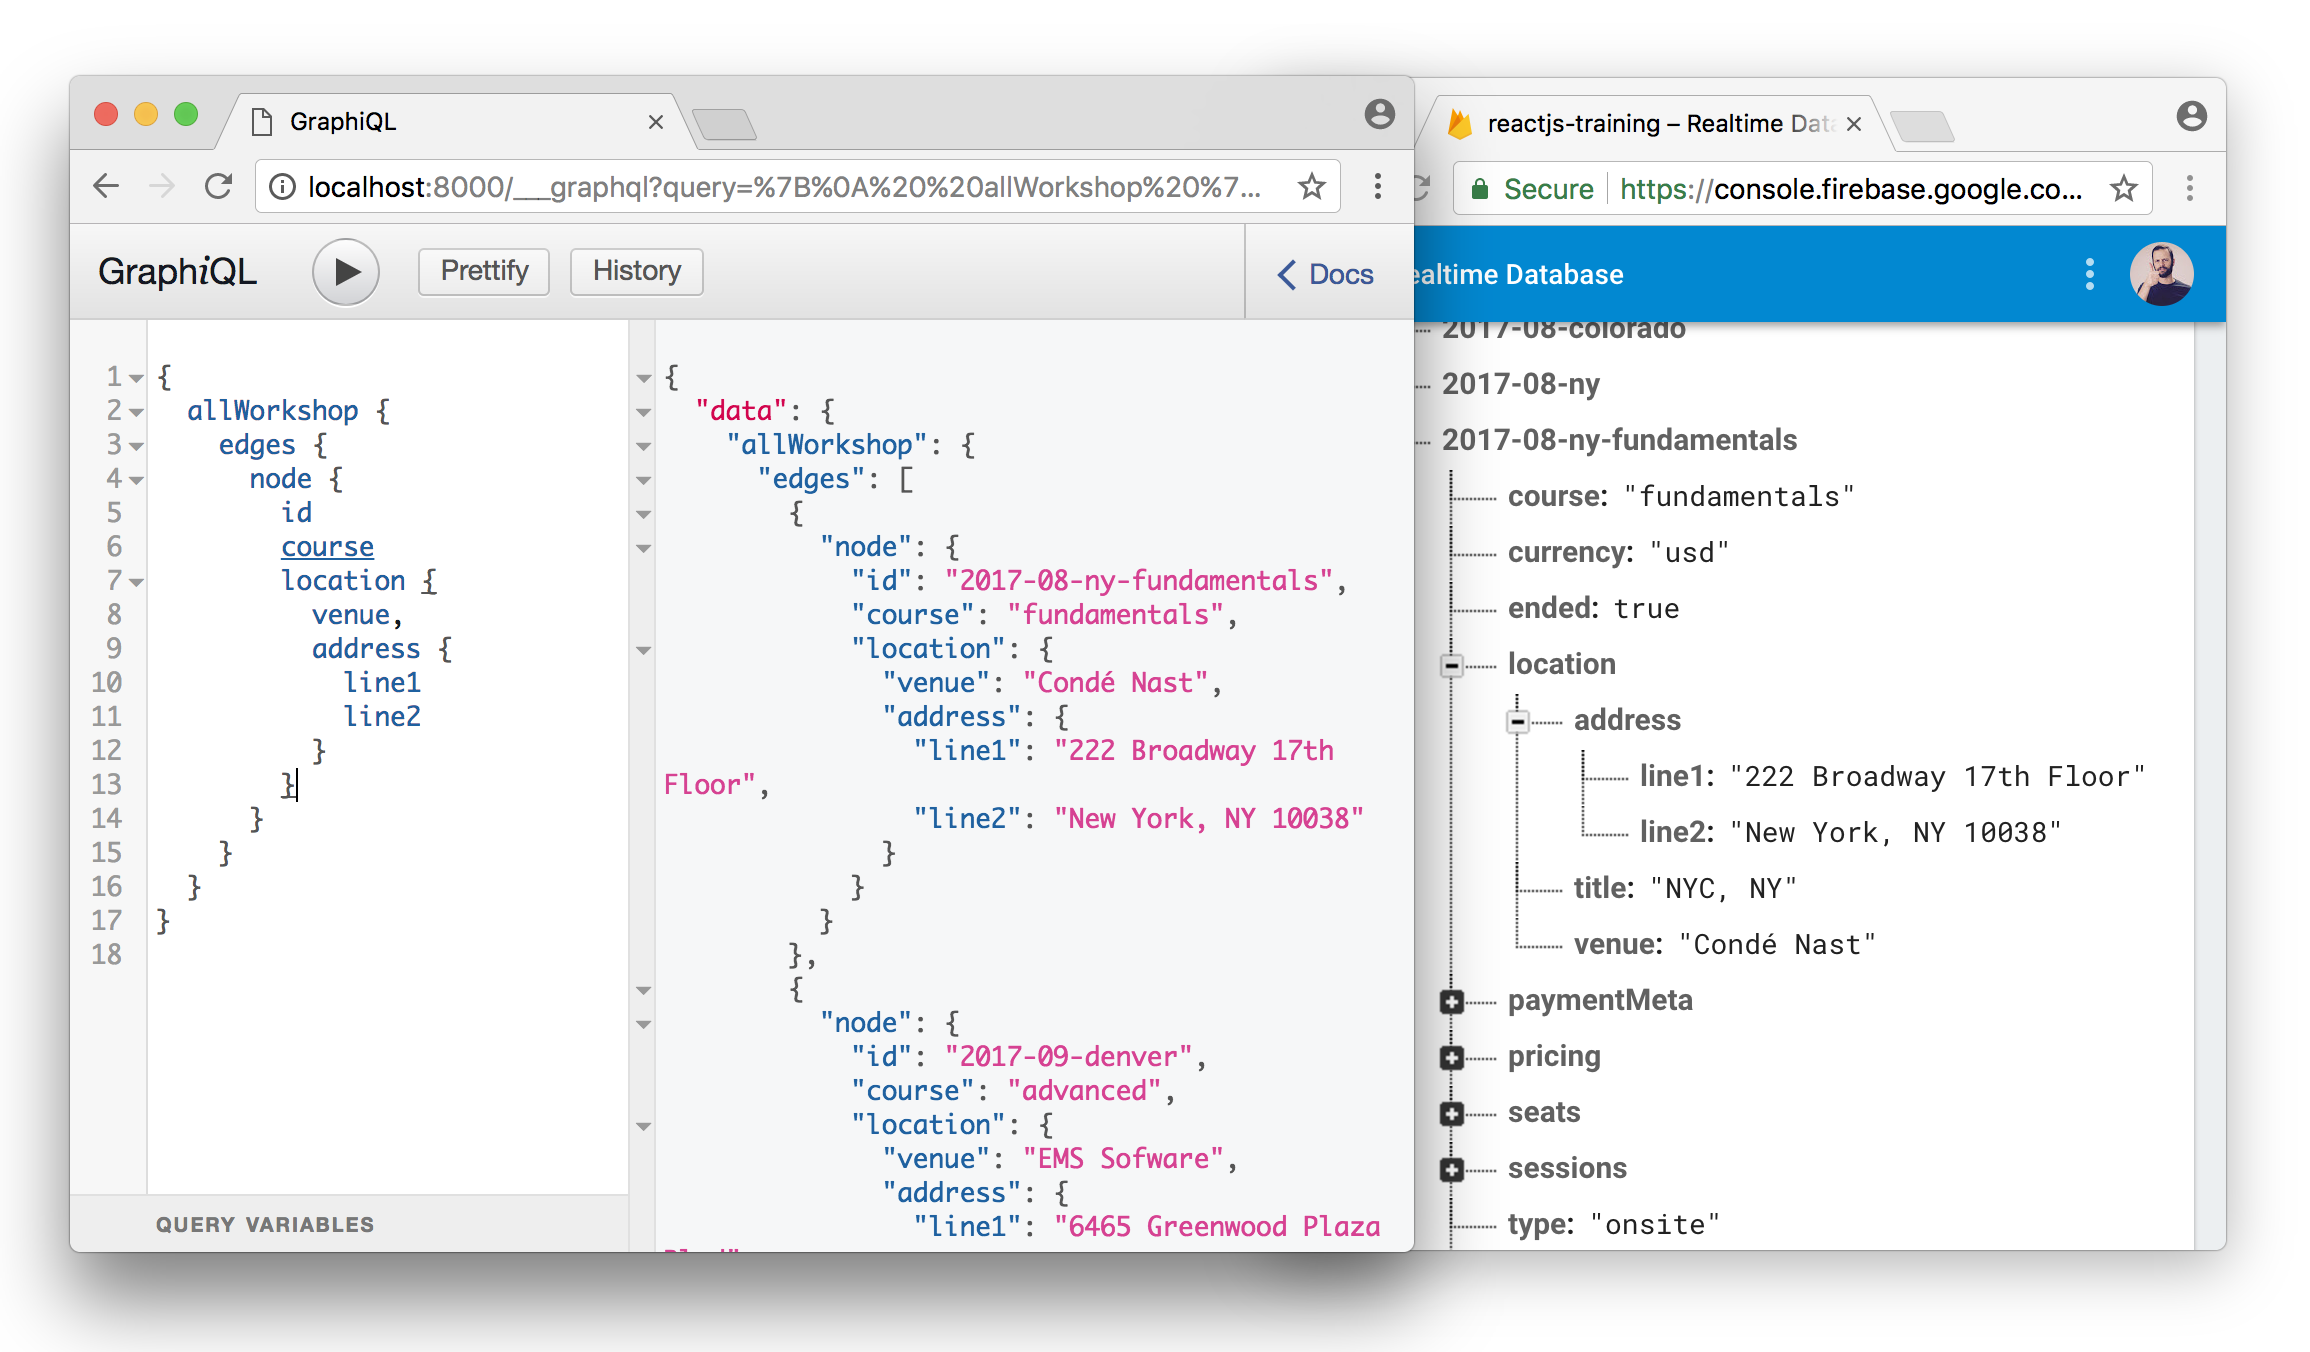 GraphiQL
localhost:8000/___graphql?query=%7B%0A%20%20allWorkshop%20%7...
GraphiQL
Prettify
History
Docs
1
2
3
4
5
6
7
8
9
10
11
12
13
14
15
16
17
18
{
allWorkshop {
edges {
node {
id
course
location {
venue,
address {
line1
line2
}
}
}
}
}
}
QUERY VARIABLES
{
"data": {
"allWorkshop": {
"edges": [
{
"node": {
"id": "2017-08-ny-fundamentals",
"course": "fundamentals",
"location": {
"venue": "Condé Nast",
"address": {
"line1": "222 Broadway 17th
Floor",
"line2": "New York, NY 10038"
}
}
}
},
{
"node": {
"id": "2017-09-denver",
"course": "advanced",
"location": {
"venue": "EMS Sofware",
"address": {
"line1": "6465 Greenwood Plaza
reactjs-training – Realtime Data
Secure https://console.firebase.google.co...
ealtime Database
2017-08-colorado
2017-08-ny
2017-08-ny-fundamentals
course: "fundamentals"
currency: "usd"
ended: true
location
address
line1: "222 Broadway 17th Floor"
line2: "New York, NY 10038"
title: "NYC, NY"
venue: "Condé Nast"
paymentMeta
pricing
seats
sessions
type: "onsite"